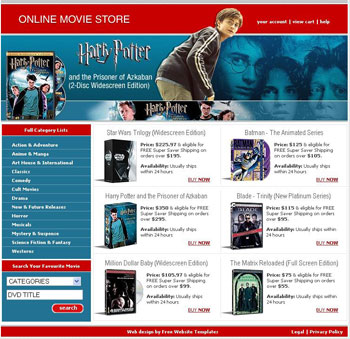 ONLINE MOVIE STORE
your account | view cart | help
Harry Potter
and the Prisoner of Azkaban
(2-Disc Widescreen Edition)
Full Category Lists
Action & Adventure
Anime & Manga
Art House & International
Classics
Comedy
Cult Movies
Drama
New & Future Releases
Horror
Musicals
Mystery & Suspense
Science Fiction & Fantasy
Westerns
Search Your Favourite Movie
CATEGORIES
DVD TITLE
search
Star Wars Trilogy (Widescreen Edition)
Price: $225.97 & eligible for
FREE Super Saver Shipping
on orders over $195.
Availability: Usually ships
within 24 hours
BUY NOW
Batman - The Animated Series
Price: $125 & eligible for
FREE Super Saver Shipping
on orders over $105.
Availability: Usually ships
within 24 hours
BUY NOW
Harry Potter and the Prisoner of Azkaban
Price: $350 & eligible for
FREE Super Saver Shipping
on orders over
$295.
Availability: Usually ships
within 24 hours
BUY NOW
Blade - Trinity (New Platinum Series)
Price: $115 & eligible for
FREE Super Saver Shipping
on orders over
$95.
Availability: Usually ships
within 24 hours
BUY NOW
Million Dollar Baby (Widescreen Edition)
Price: $105.97 & eligible
for FREE Super Saver
Shipping on orders over
$99.
Availability: Usually ships
within 24 hours
BUY NOW
The Matrix Reloaded (Full Screen Edition)
Price: $75 & eligible for
FREE Super Saver Shipping
on orders over
$55.
Availability: Usually ships
within 24 hours
BUY NOW
Web design by Free Website Templates
Legal | Privacy Policy